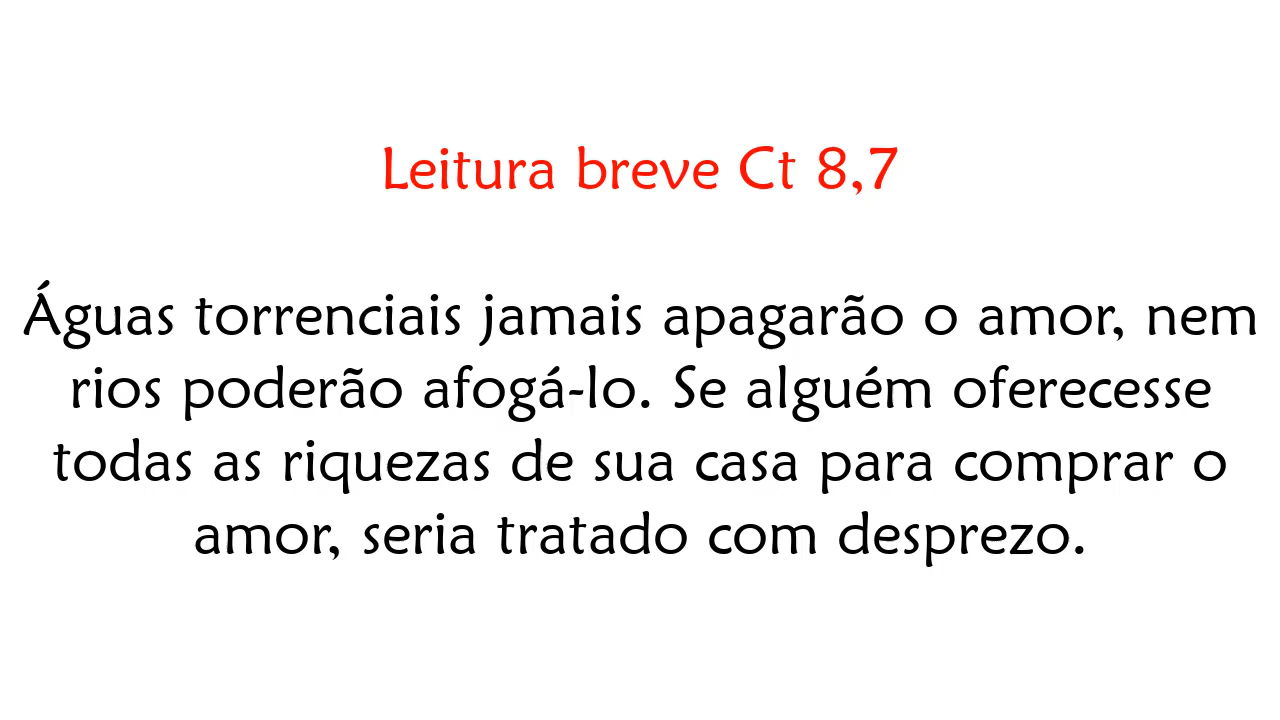 Leitura breve Ct 8,7
Águas torrenciais jamais apagarão o amor, nem
rios poderão afogá-lo. Se alguém oferecesse
todas as riquezas de sua casa para comprar o
amor, seria tratado com desprezo.